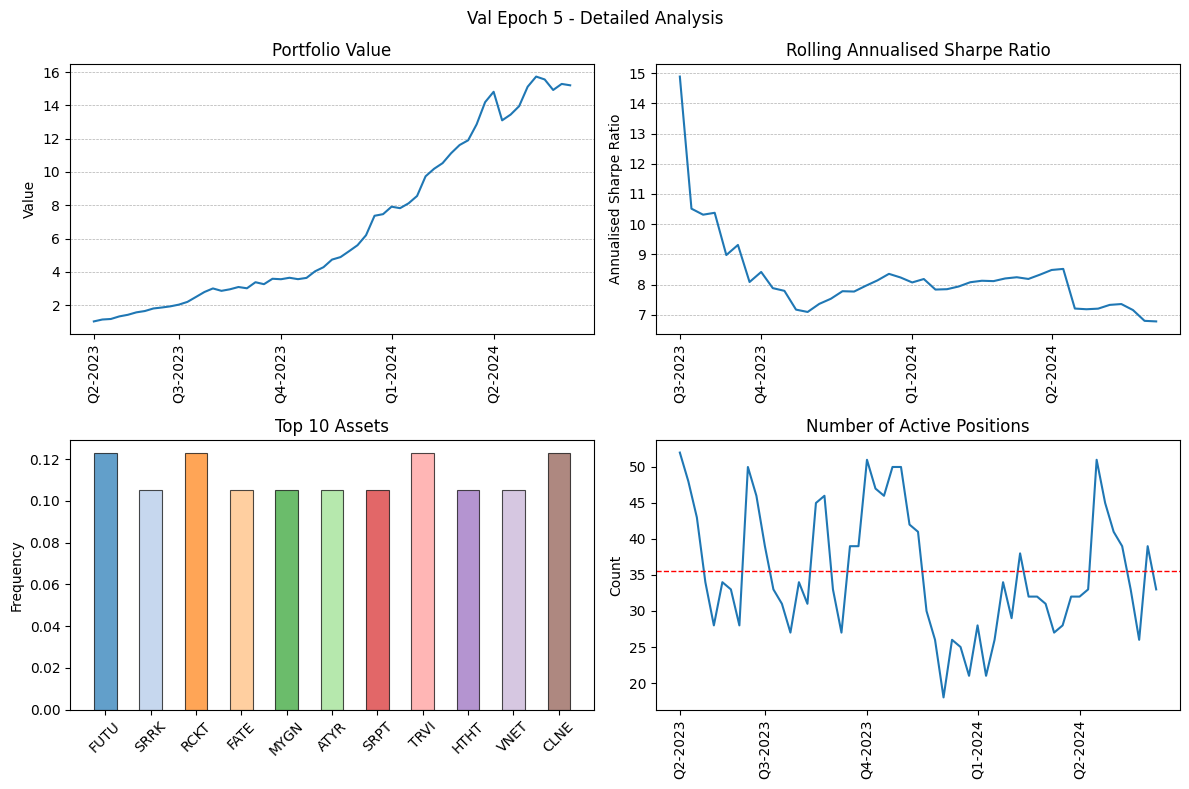 Val Epoch 5 - Detailed Analysis
Portfolio Value
Value
16
14
12
10
8
6
4
2
Q2-2023
Q3-2023
Q4-2023
Q1-2024
Q2-2024
Rolling Annualised Sharpe Ratio
Annualised Sharpe Ratio
15
14
13
12
11
10
9
8
7
Q3-2023
Q4-2023
Q1-2024
Q2-2024
Top 10 Assets
Frequency
0.12
0.10
0.08
0.06
0.04
0.02
0.00
FUTU
SRRK
RCKT
FATE
MYGN
ATYR
SRPT
TRVI
HTHT
VNET
CLNE
Number of Active Positions
Count
50
45
40
35
30
25
20
Q2-2023
Q3-2023
Q4-2023
Q1-2024
Q2-2024